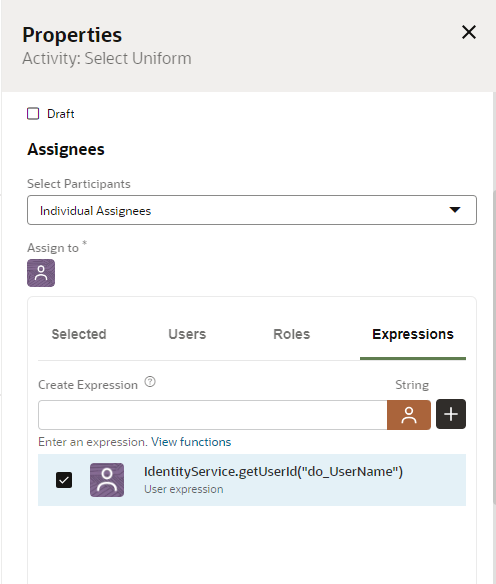 Properties
Activity: Select Uniform
Draft
Assignees
Select Participants
Individual Assignees
Assign to *
Selected Users Roles Expressions
Create Expression ? String
Enter an expression. View functions
IdentityService.getUserId("do_UserName")
User expression